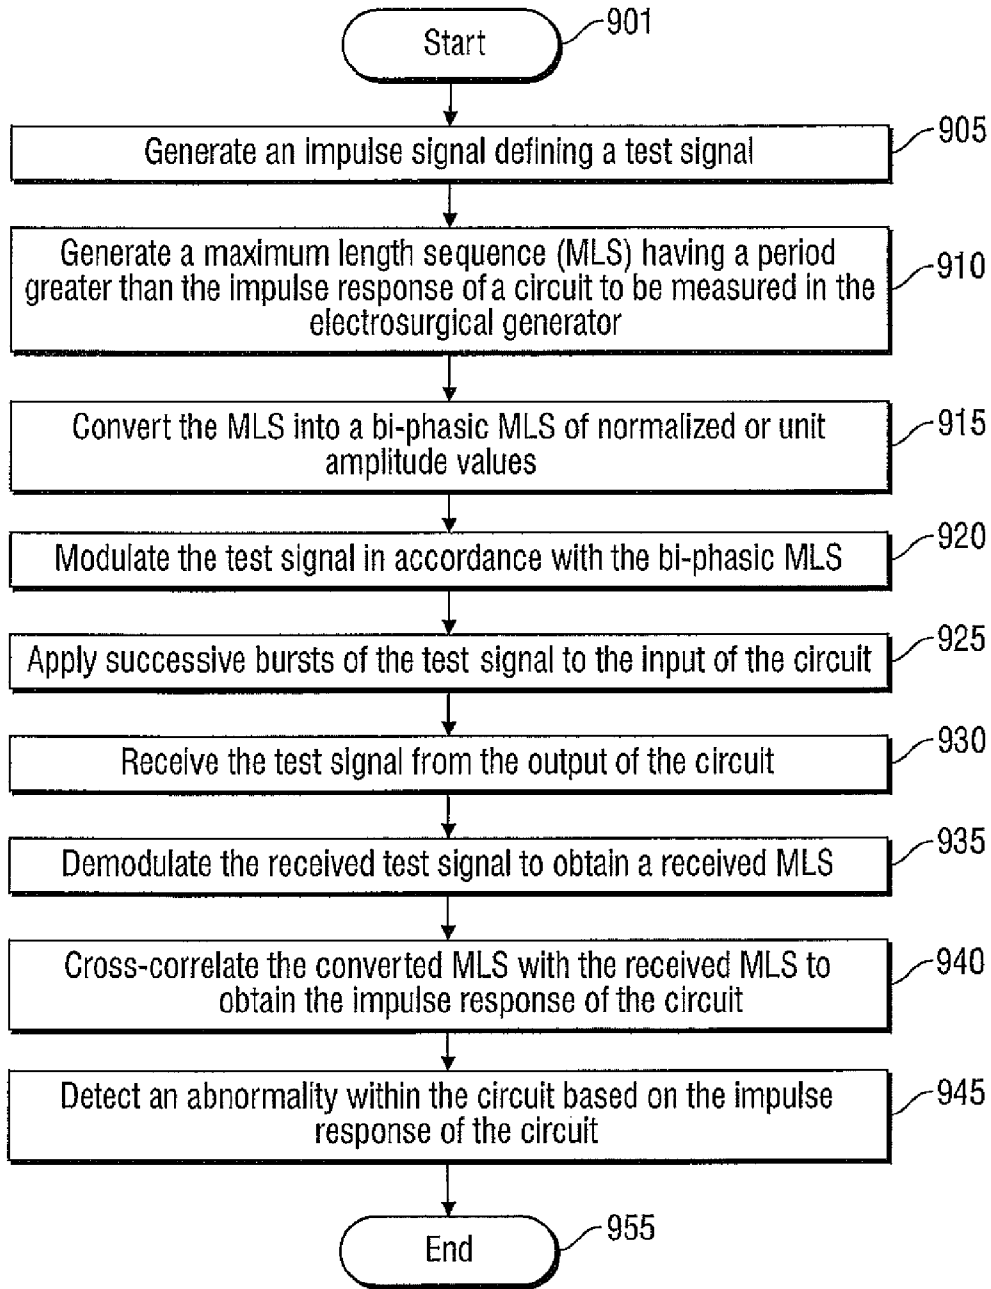 Start
901
Generate an impulse signal defining a test signal
905
Generate a maximum length sequence (MLS) having a period
greater than the impulse response of a circuit to be measured in the
electrosurgical generator
910
Convert the MLS into a bi-phasic MLS of normalized or unit
amplitude values
915
Modulate the test signal in accordance with the bi-phasic MLS
920
Apply successive bursts of the test signal to the input of the circuit
925
Receive the test signal from the output of the circuit
930
Demodulate the received test signal to obtain a received MLS
935
Cross-correlate the converted MLS with the received MLS to
obtain the impulse response of the circuit
940
Detect an abnormality within the circuit based on the impulse
response of the circuit
945
End
955